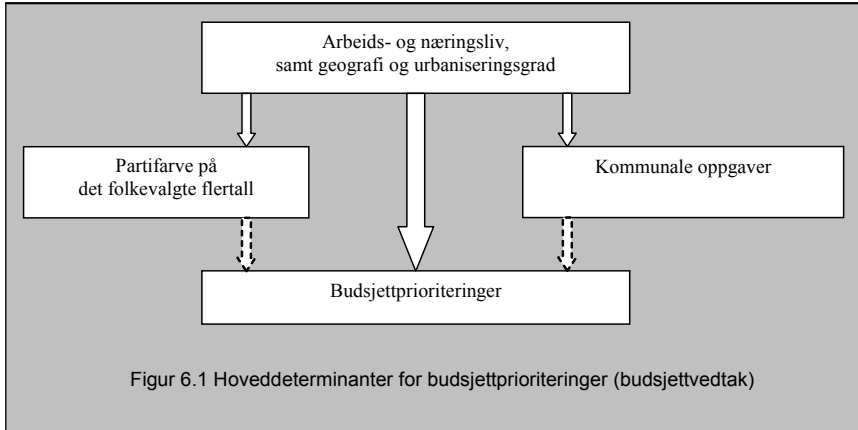 Arbeids- og næringsliv,
samt geografi og urbaniseringsgrad
Partifarve på
det folkevalgte flertall
Kommunale oppgaver
Budsjettprioriteringer
Figur 6.1 Hoveddeterminanter for budsjettprioriteringer (budsjettvedtak)